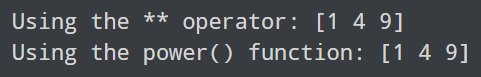 Using the ** operator: [1 4 9]
Using the power() function: [1 4 9]